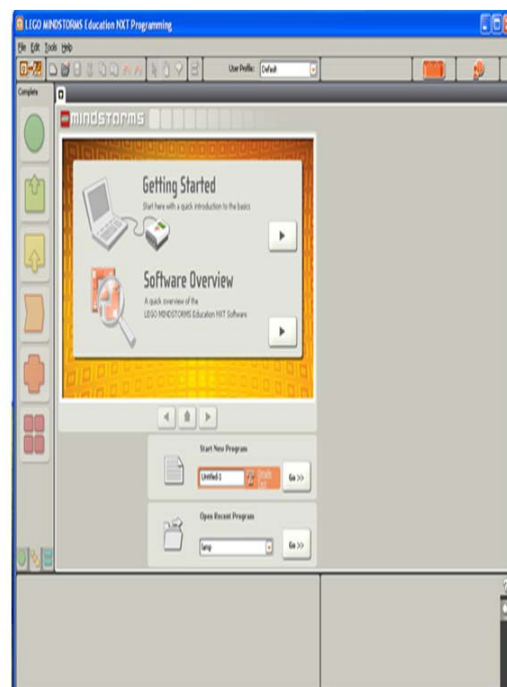 LEGO MINDSTORMS Education NXT Programming
File Edit Tools Help
User Profile: Default
Complete
mindstorms
Getting Started
Start here with a quick introduction to the basics
Software Overview
A quick overview of the
LEGO MINDSTORMS Education NXT Software
Start New Program
Untitled-1
Go >>
Open Recent Program
lamp
Go >>